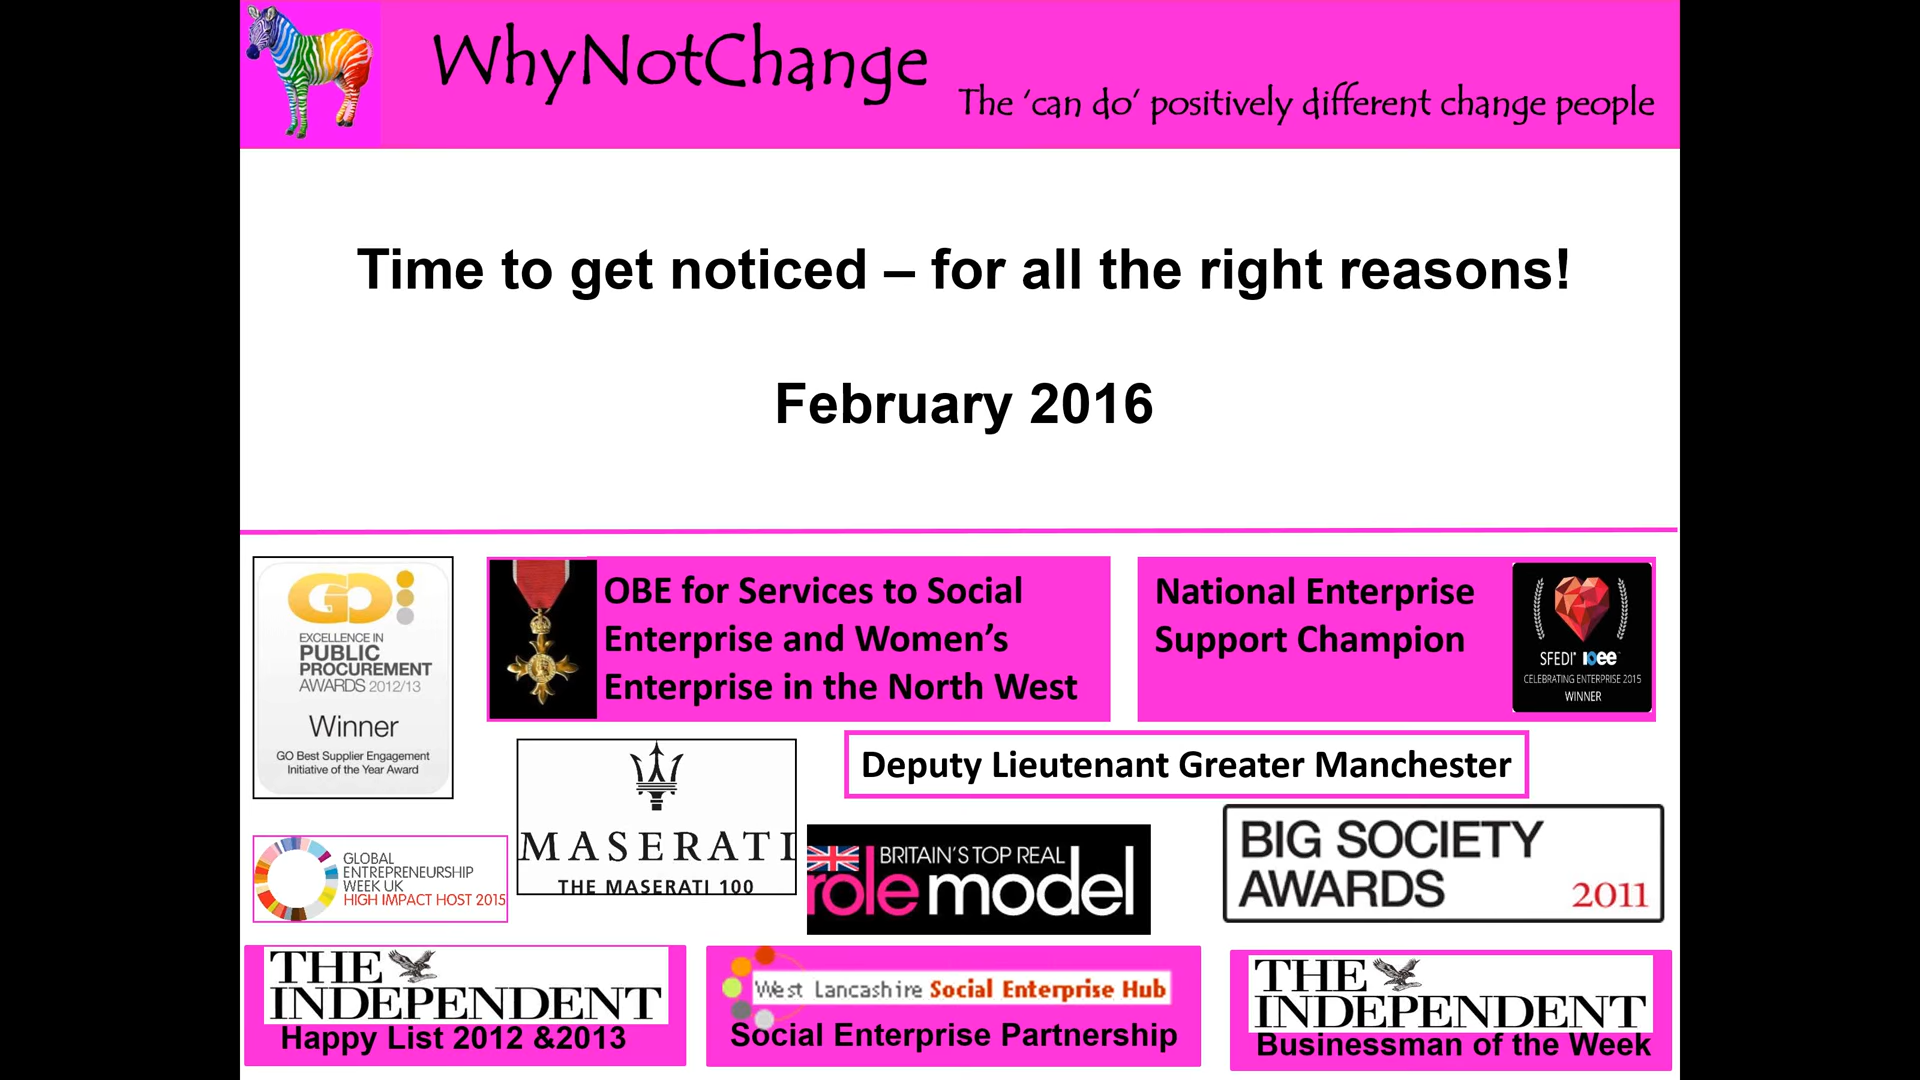 WhyNotChange
The ‘can do’ positively different change people
Time to get noticed – for all the right reasons!
February 2016
GO:
EXCELLENCE IN
PUBLIC
PROCUREMENT
AWARDS 2012/13
Winner
GO Best Supplier Engagement
Initiative of the Year Award
OBE for Services to Social
Enterprise and Women’s
Enterprise in the North West
National Enterprise
Support Champion
SFEDI ioee
CELEBRATING ENTERPRISE 2015
WINNER
Deputy Lieutenant Greater Manchester
MASERATI
THE MASERATI 100
GLOBAL
ENTREPRENEURSHIP
WEEK UK
HIGH IMPACT HOST 2015
BRITAIN'S TOP REAL
role model
BIG SOCIETY
AWARDS 2011
THE
INDEPENDENT
Happy List 2012 &2013
West Lancashire Social Enterprise Hub
Social Enterprise Partnership
THE
INDEPENDENT
Businessman of the Week